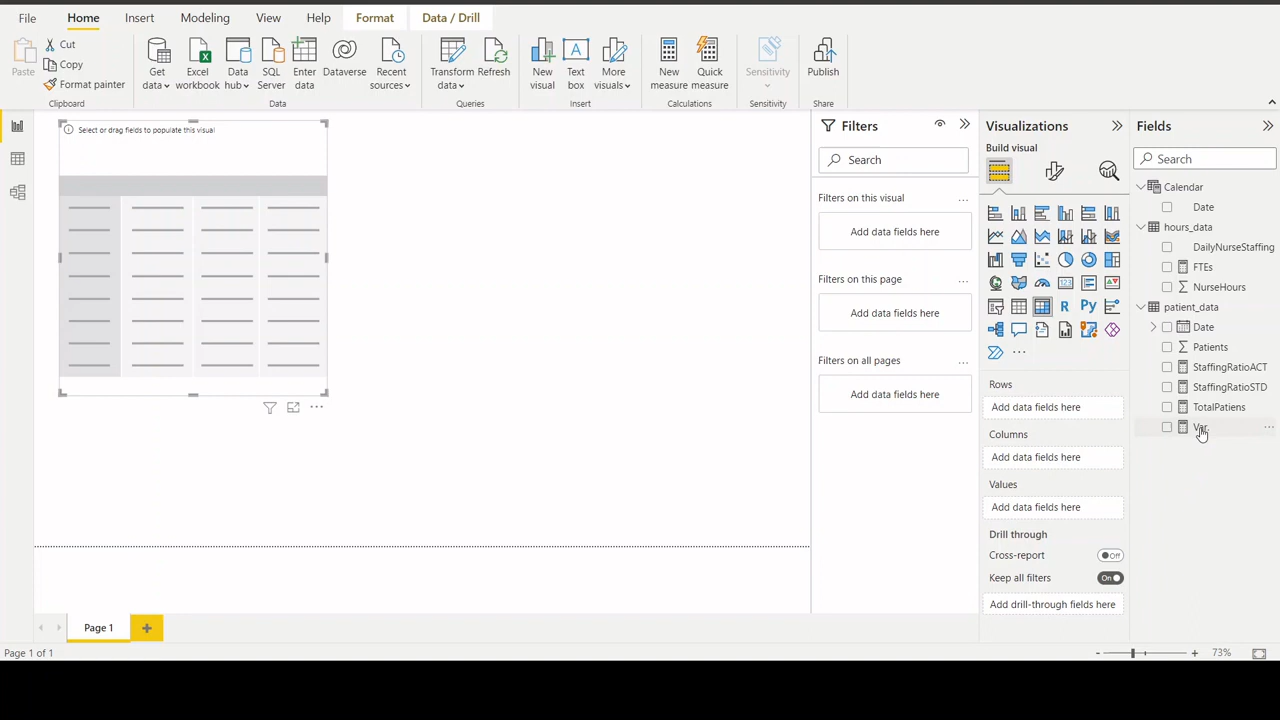 File Home Insert Modeling View Help Format Data / Drill
Paste
Cut
Copy
Format painter
Clipboard
Get data
Excel workbook
Data hub
SQL Server
Enter data
Dataverse
Recent sources
Data
Transform data
Refresh
Queries
New visual
Text box
More visuals
Insert
New measure
Quick measure
Calculations
Sensitivity
Sensitivity
Publish
Share
Select or drag fields to populate this visual
Filters
Search
Filters on this visual ...
Add data fields here
Filters on this page ...
Add data fields here
Filters on all pages ...
Add data fields here
Visualizations
Build visual
R
Py
123
...
Rows
Add data fields here
Columns
Add data fields here
Values
Add data fields here
Drill through
Cross-report Off
Keep all filters On
Add drill-through fields here
Fields
Search
Calendar
Date
hours_data
DailyNurseStaffing
FTEs
NurseHours
patient_data
Date
Patients
StaffingRatioACT
StaffingRatioSTD
TotalPatiens
Page 1
Page 1 of 1
- + 73%